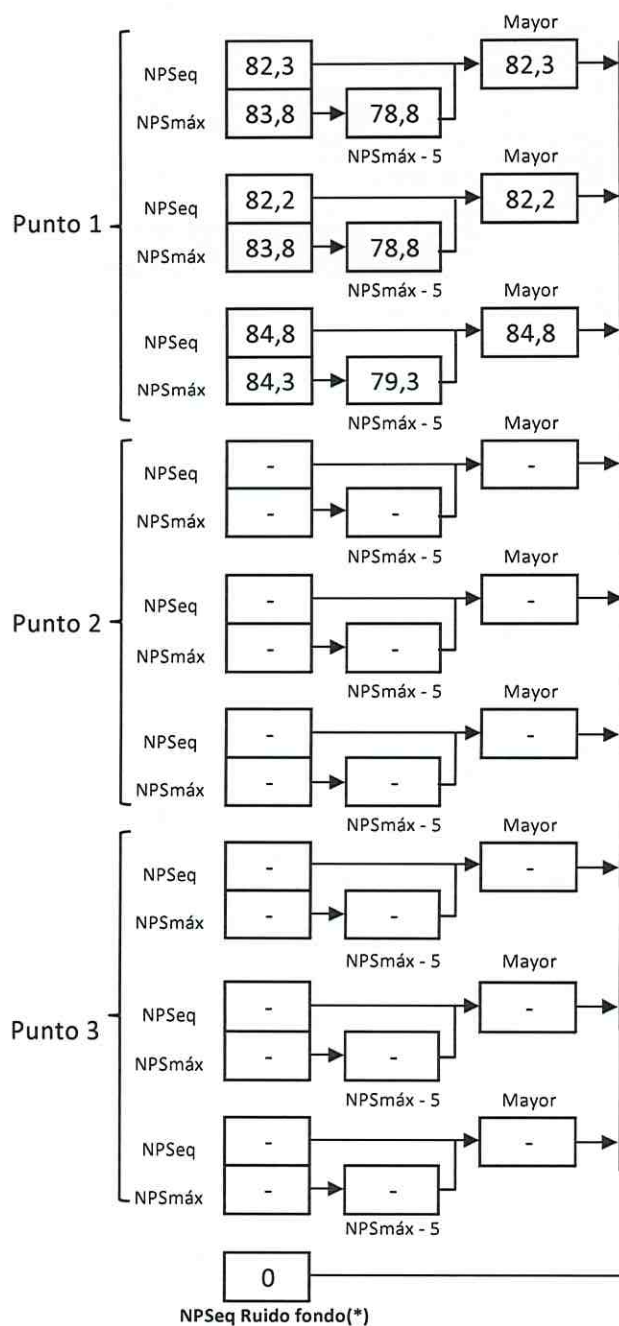 Mayor
NPSeq 82,3 82,3
NPSmáx 83,8 78,8
NPSmáx - 5 Mayor
NPSeq 82,2 82,2
Punto 1
NPSmáx 83,8 78,8
NPSmáx - 5 Mayor
NPSeq 84,8 84,8
NPSmáx 84,3 79,3
NPSmáx - 5 Mayor
NPSeq - -
NPSmáx - -
NPSmáx - 5 Mayor
NPSeq - -
Punto 2
NPSmáx - -
NPSmáx - 5 Mayor
NPSeq - -
NPSmáx - -
NPSmáx - 5 Mayor
NPSeq - -
NPSmáx - -
NPSmáx - 5 Mayor
NPSeq - -
Punto 3
NPSmáx - -
NPSmáx - 5 Mayor
NPSeq - -
NPSmáx - -
NPSmáx - 5
0
NPSeq Ruido fondo(*)